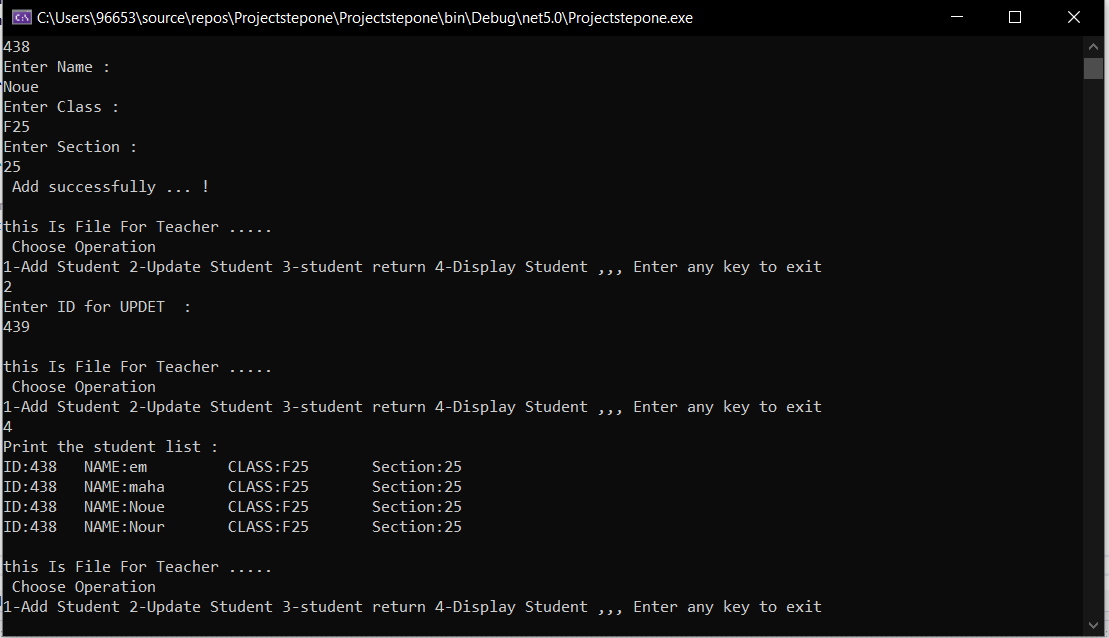 C:\Users\96653\source\repos\Projectstepone\Projectstepone\bin\Debug\net5.0\Projectstepone.exe
438
Enter Name :
Noue
Enter Class :
F25
Enter Section :
25
 Add successfully ... !

this Is File For Teacher .....
 Choose Operation
1-Add Student 2-Update Student 3-student return 4-Display Student ,,, Enter any key to exit
2
Enter ID for UPDET  :
439

this Is File For Teacher .....
 Choose Operation
1-Add Student 2-Update Student 3-student return 4-Display Student ,,, Enter any key to exit
4
Print the student list :
ID:438   NAME:em         CLASS:F25       Section:25
ID:438   NAME:maha       CLASS:F25       Section:25
ID:438   NAME:Noue       CLASS:F25       Section:25
ID:438   NAME:Nour       CLASS:F25       Section:25

this Is File For Teacher .....
 Choose Operation
1-Add Student 2-Update Student 3-student return 4-Display Student ,,, Enter any key to exit